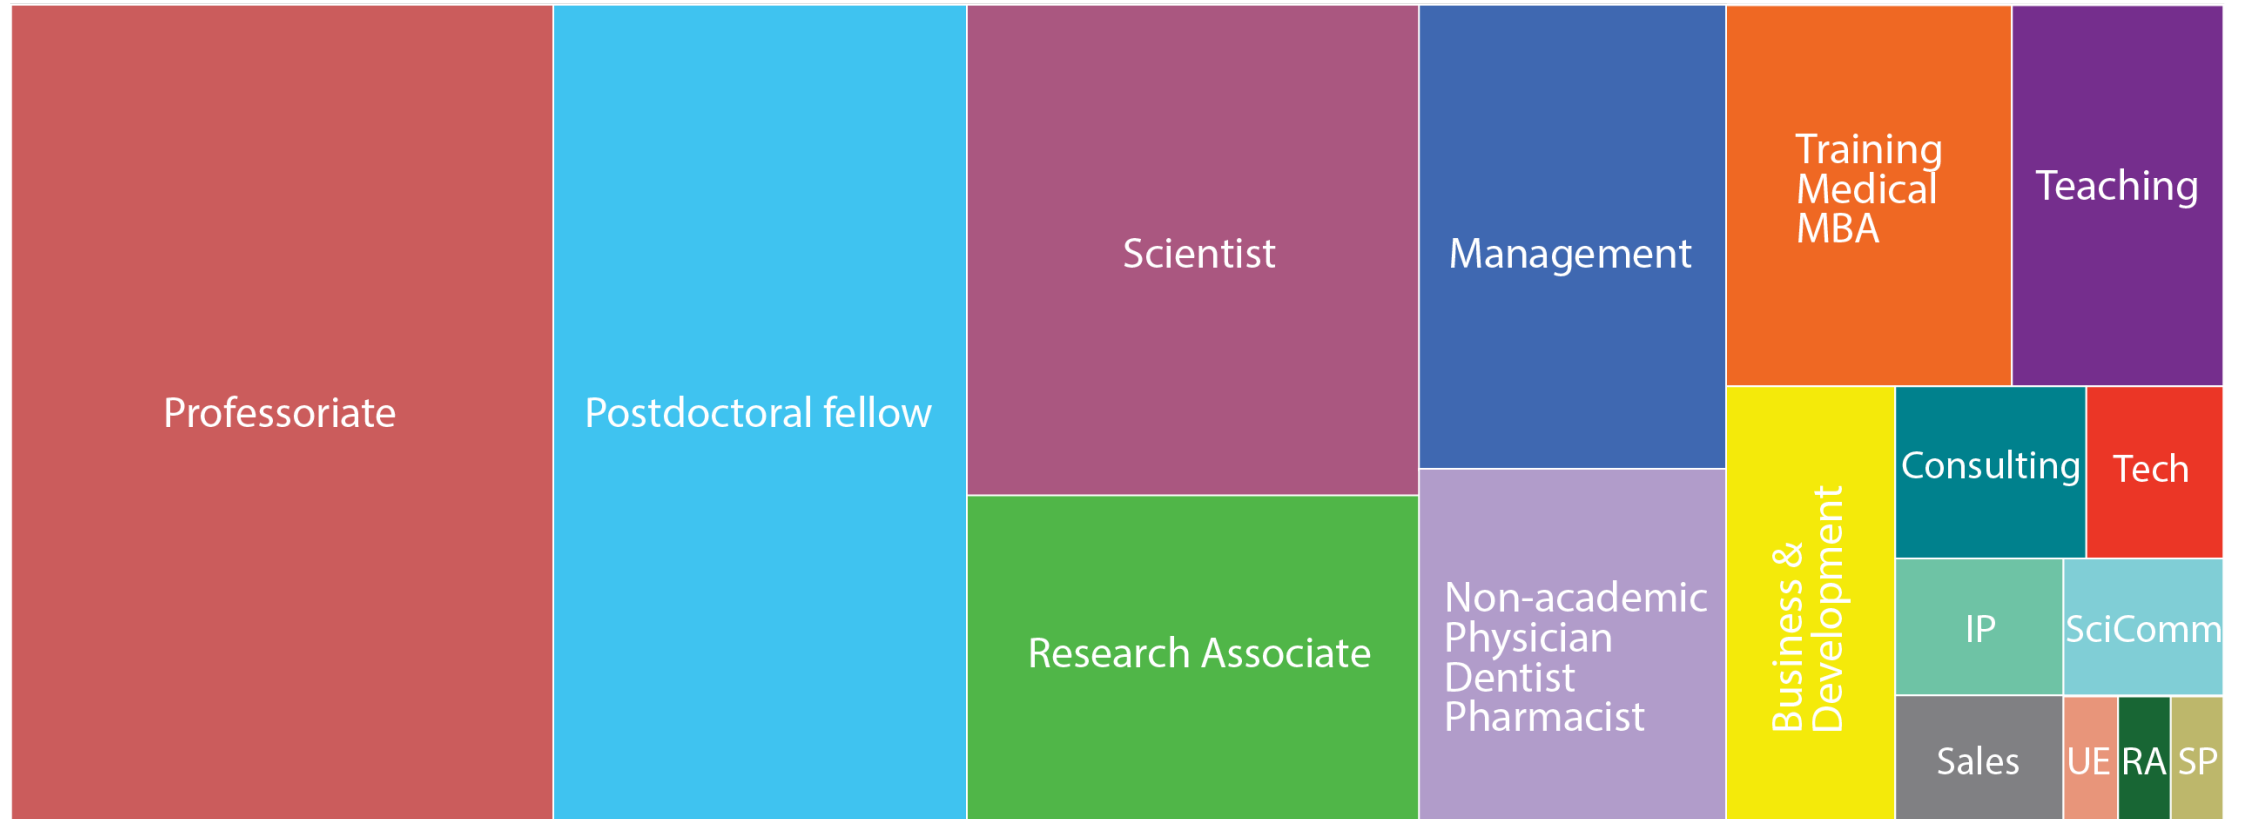 Professoriate
Postdoctoral fellow
Scientist
Research Associate
Management
Non-academic
Physician
Dentist
Pharmacist
Training
Medical
MBA
Teaching
Business &
Development
Consulting
Tech
IP
SciComm
Sales
UE
RA
SP